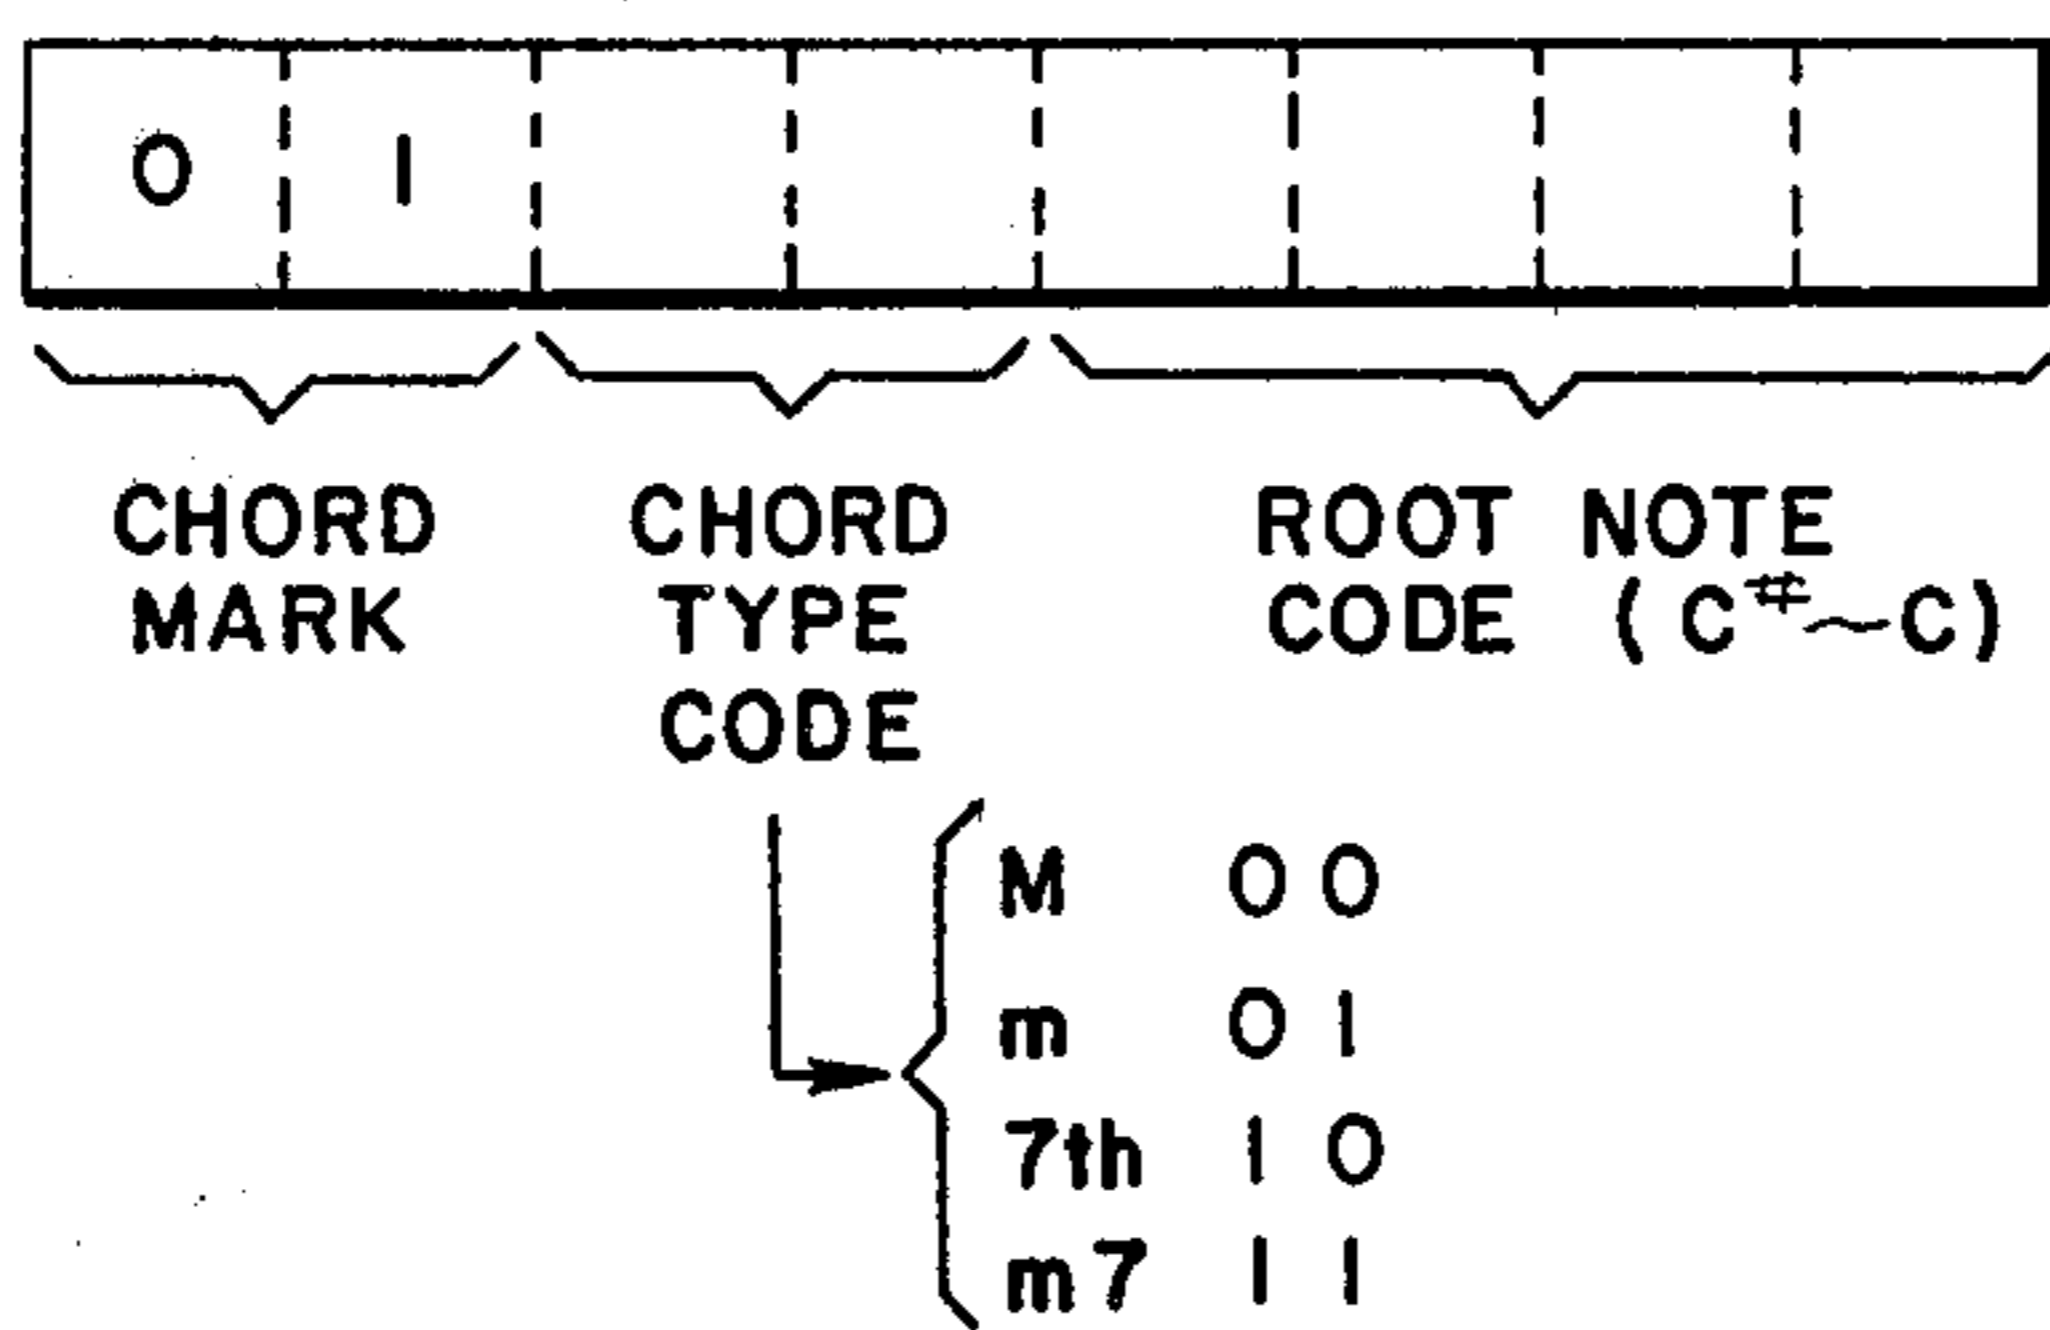 0 1
CHORD MARK
CHORD TYPE CODE
ROOT NOTE CODE (C#~C)
M 00
m 01
7th 10
m7 11